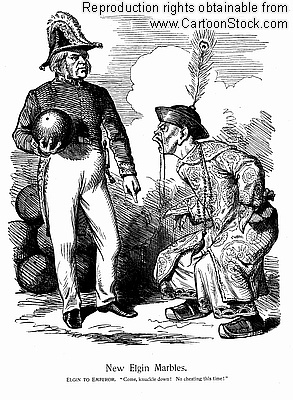 Reproduction rights obtainable from
www.CartoonStock.com
New Elgin Marbles.
ELGIN TO EMPEROR. "Come, knuckle down! No cheating this time!"